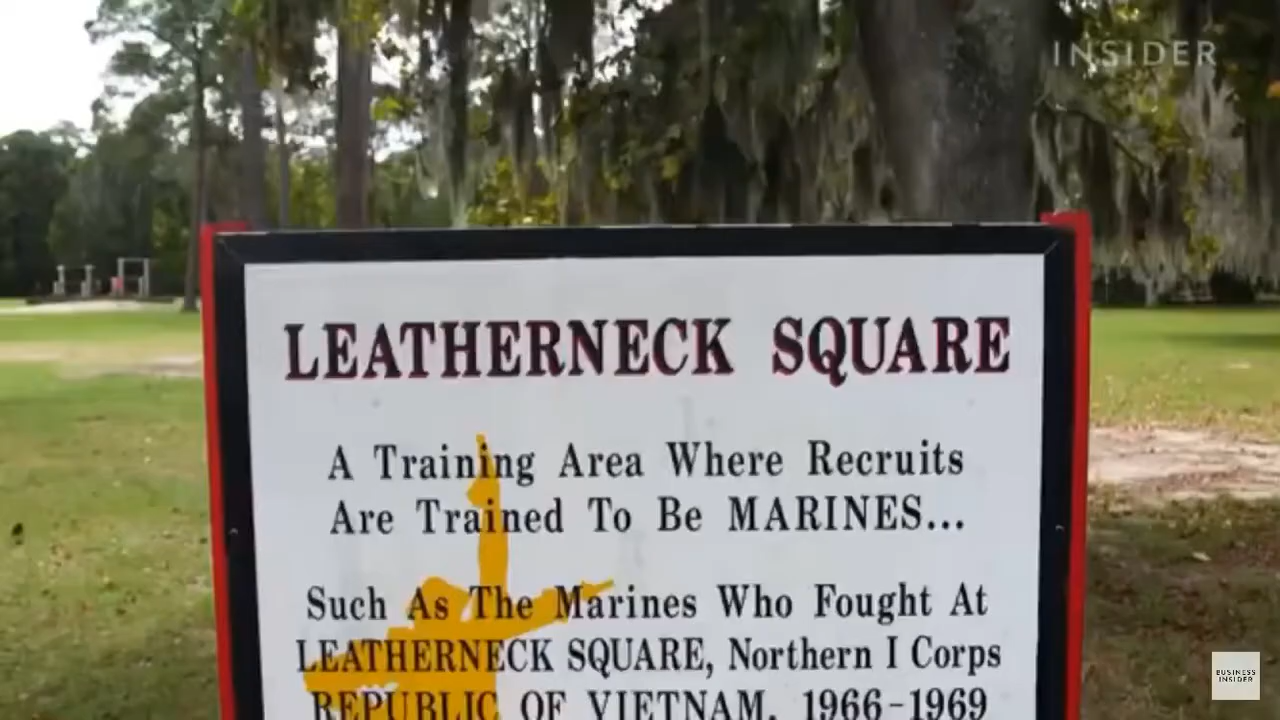 INSIDER
LEATHERNECK SQUARE
A Training Area Where Recruits
Are Trained To Be MARINES...
Such As The Marines Who Fought At
LEATHERNECK SQUARE, Northern I Corps
REPUBLIC OF VIETNAM, 1966-1969
BUSINESS
INSIDER